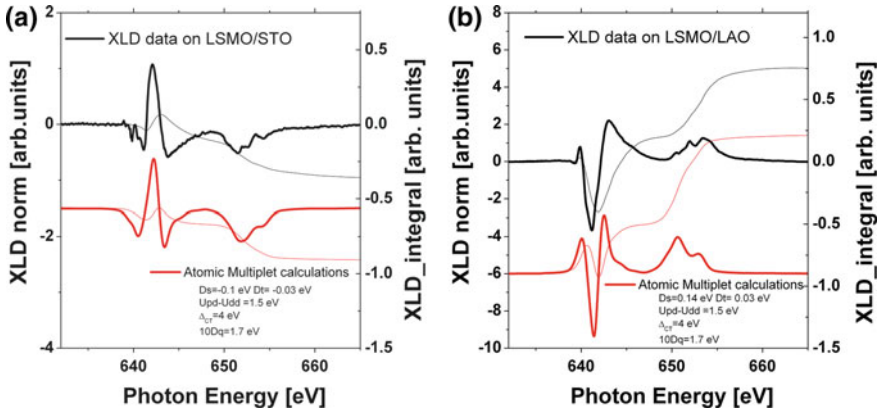 (a)
XLD data on LSMO/STO
2
1
0
-1
-2
-4
0.5
0.0
-0.5
-1.0
-1.5
XLD norm [arb.units]
XLD_integral [arb.units]
Atomic Multiplet calculations
Ds=-0.1 eV Dt= -0.03 eV
Upd-Udd =1.5 eV
ΔCT=4 eV
10Dq=1.7 eV
640 650 660
Photon Energy [eV]
(b)
XLD data on LSMO/LAO
8
6
4
2
0
-2
-4
-6
-8
-10
1.0
0.5
0.0
-0.5
-1.0
-1.5
XLD norm [arb.units]
XLD_integral [arb. units]
Atomic Multiplet calculations
Ds=0.14 eV Dt= 0.03 eV
Upd-Udd =1.5 eV
ΔCT=4 eV
10Dq=1.7 eV
640 650 660
Photon Energy [eV]